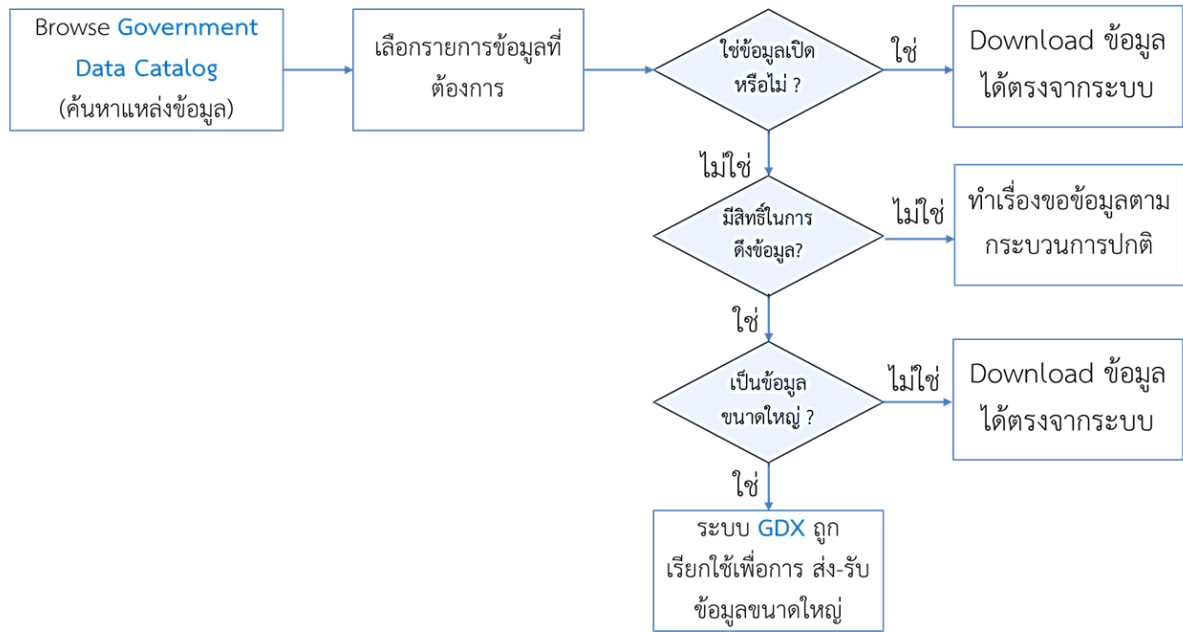 Browse Government
Data Catalog
(ค้นหาแหล่งข้อมูล)
เลือกรายการข้อมูลที่
ต้องการ
ใช่ข้อมูลเปิด
หรือไม่ ?
ใช่
Download ข้อมูล
ได้ตรงจากระบบ
ไม่ใช่
มีสิทธิ์ในการ
ดึงข้อมูล?
ไม่ใช่
ทำเรื่องขอข้อมูลตาม
กระบวนการปกติ
ใช่
เป็นข้อมูล
ขนาดใหญ่ ?
ไม่ใช่
Download ข้อมูล
ได้ตรงจากระบบ
ใช่
ระบบ GDX ถูก
เรียกใช้เพื่อการ ส่ง-รับ
ข้อมูลขนาดใหญ่